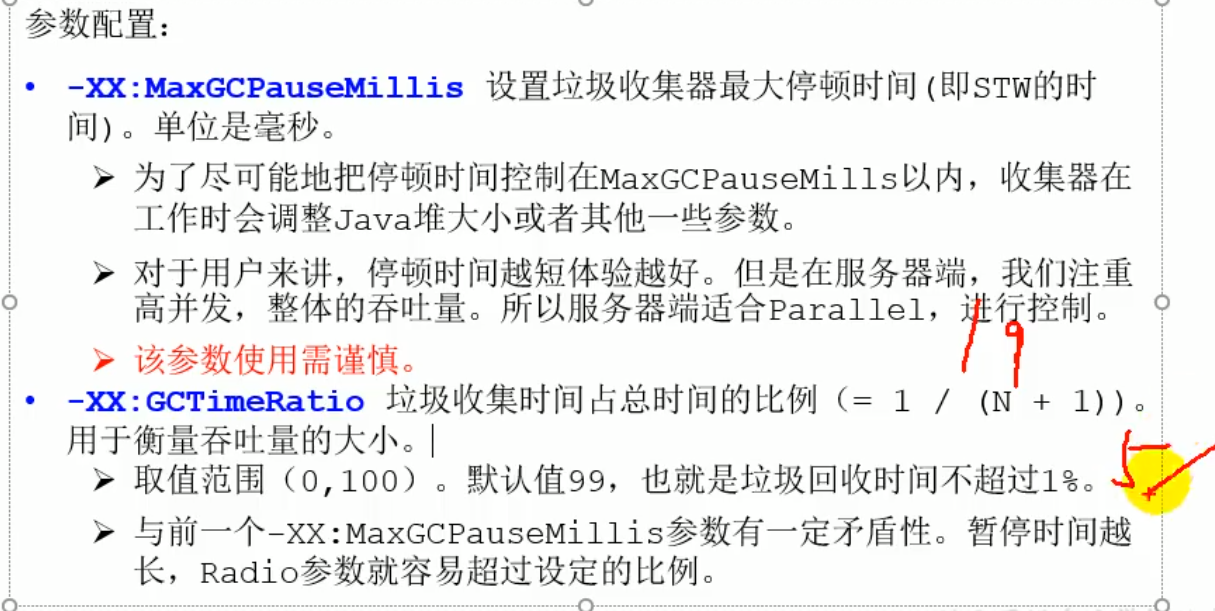 参数配置：
• -XX:MaxGCPauseMillis 设置垃圾收集器最大停顿时间(即STW的时
间)。单位是毫秒。
➢ 为了尽可能地把停顿时间控制在MaxGCPauseMills以内，收集器在
工作时会调整Java堆大小或者其他一些参数。
➢ 对于用户来讲，停顿时间越短体验越好。但是在服务器端，我们注重
高并发，整体的吞吐量。所以服务器端适合Parallel，进行控制。
19
➢ 该参数使用需谨慎。
• -XX:GCTimeRatio 垃圾收集时间占总时间的比例（= 1 / (N + 1)）。
用于衡量吞吐量的大小。
5
➢ 取值范围（0,100）。默认值99，也就是垃圾回收时间不超过1%。
➢ 与前一个-XX:MaxGCPauseMillis参数有一定矛盾性。暂停时间越
长，Radio参数就容易超过设定的比例。